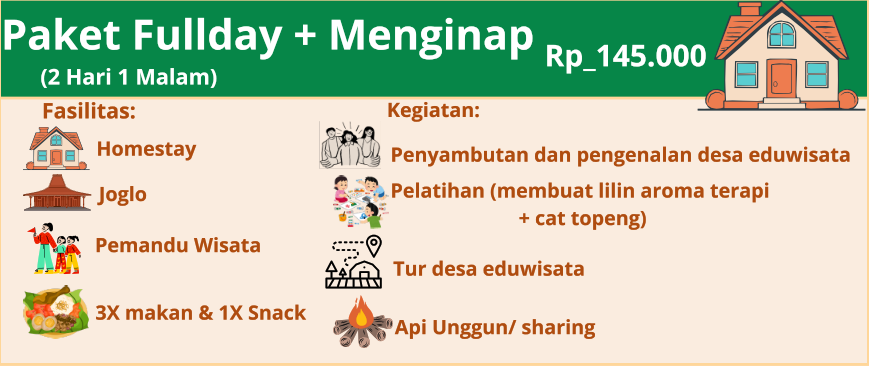 Paket Fullday + Menginap
Rp_145.000
(2 Hari 1 Malam)
Fasilitas:
Homestay
Joglo
Pemandu Wisata
3X makan & 1X Snack
Kegiatan:
Penyambutan dan pengenalan desa eduwisata
Pelatihan (membuat lilin aroma terapi
+ cat topeng)
Tur desa eduwisata
Api Unggun/ sharing